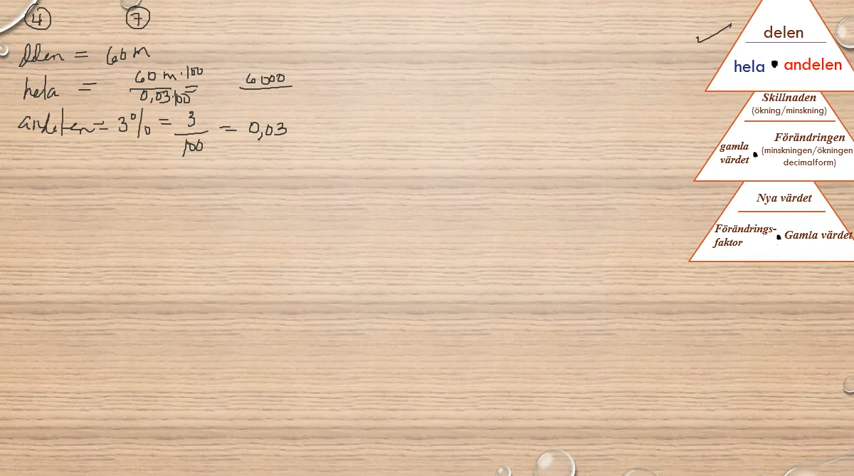 4 7
delen = 60 m
hela = 60 m · 100 / 0,03 · 100 = 6000
andelen = 3% = 3 / 100 = 0,03
delen
hela • andelen
Skillnaden
(ökning/minskning)
Förändringen
(minskningen/ökningen
decimalform)
gamla
värdet •
Nya värdet
Förändrings-
faktor • Gamla värdet